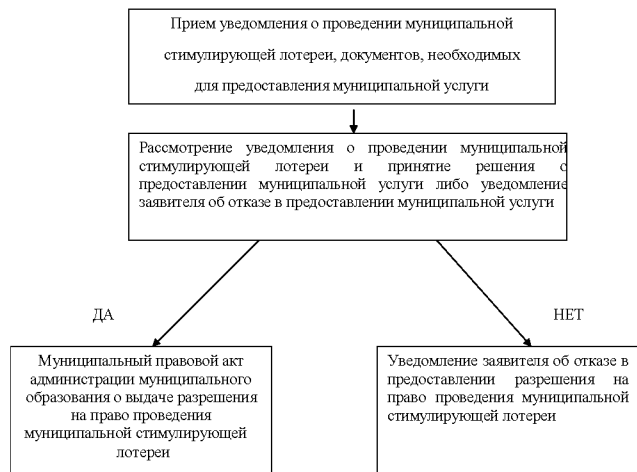 Прием уведомления о проведении муниципальной
стимулирующей лотереи, документов, необходимых
для предоставления муниципальной услуги
Рассмотрение уведомления о проведении муниципальной
стимулирующей лотереи и принятие решения о
предоставлении муниципальной услуги либо уведомление
заявителя об отказе в предоставлении муниципальной услуги
ДА
НЕТ
Муниципальный правовой акт
администрации муниципального
образования о выдаче разрешения
на право проведения
муниципальной стимулирующей
лотереи
Уведомление заявителя об отказе в
предоставлении разрешения на
право проведения муниципальной
стимулирующей лотереи